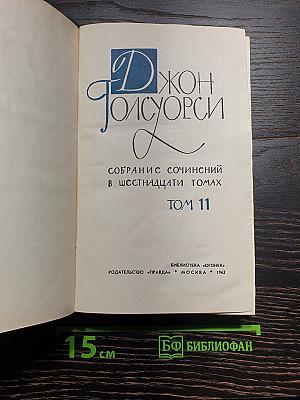 ДЖОН
ГОЛСУОРСИ
СОБРАНИЕ СОЧИНЕНИЙ
В ШЕСТНАДЦАТИ ТОМАХ
ТОМ 11
БИБЛИОТЕКА «ОГОНЕК»
ИЗДАТЕЛЬСТВО «ПРАВДА» • МОСКВА • 1962
15 см
БФ БИБЛИОФАН